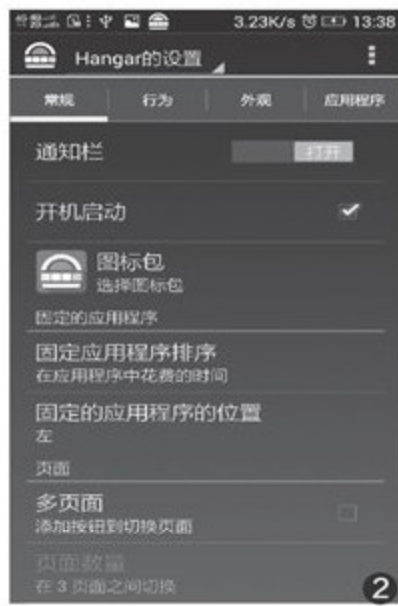 3.23K/s 13:38
Hangar的设置
常规 行为 外观 应用程序
通知栏 打开
开机启动
图标包
选择图标包
固定的应用程序
固定应用程序排序
在应用程序中花费的时间
固定的应用程序的位置
左
页面
多页面
添加按钮到切换页面
页面数量
在 3 页面之间切换
2